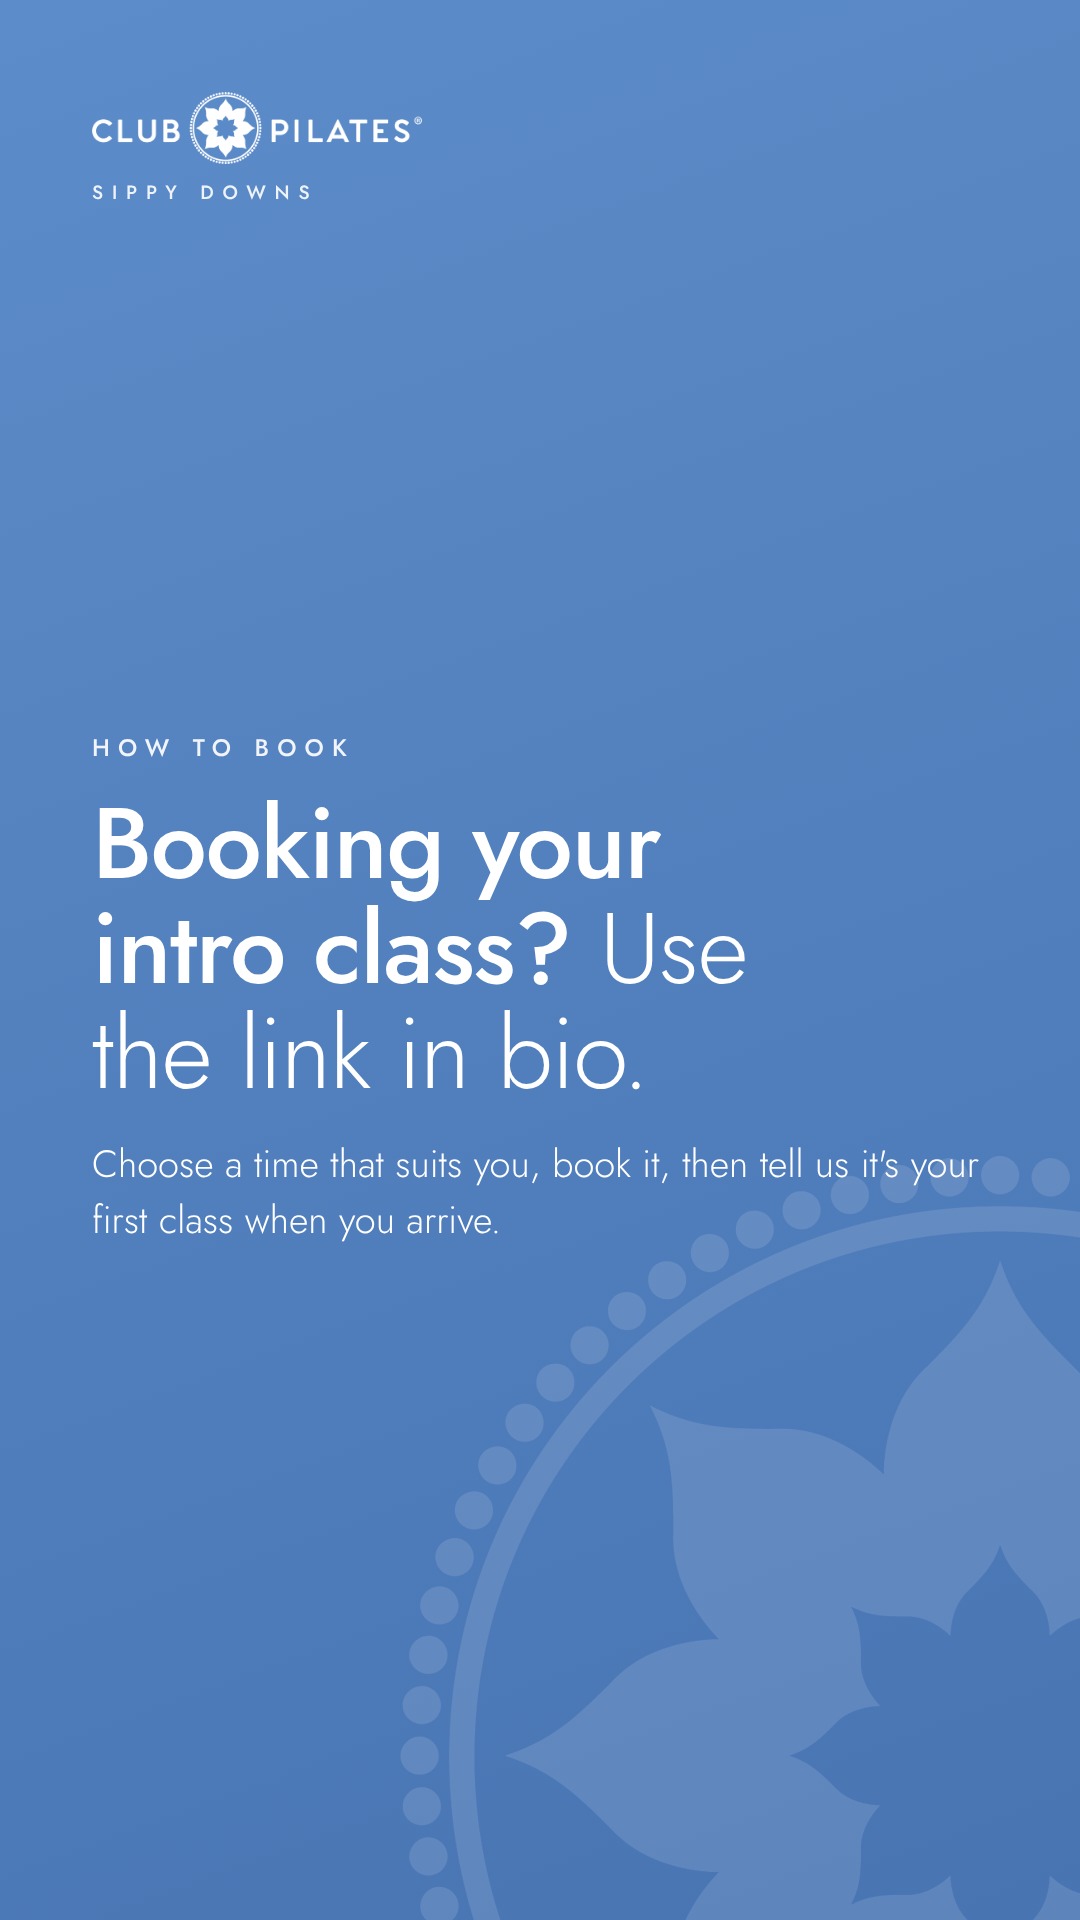 CLUB PILATES®
SIPPY DOWNS
HOW TO BOOK
Booking your
intro class? Use
the link in bio.
Choose a time that suits you, book it, then tell us it's your
first class when you arrive.